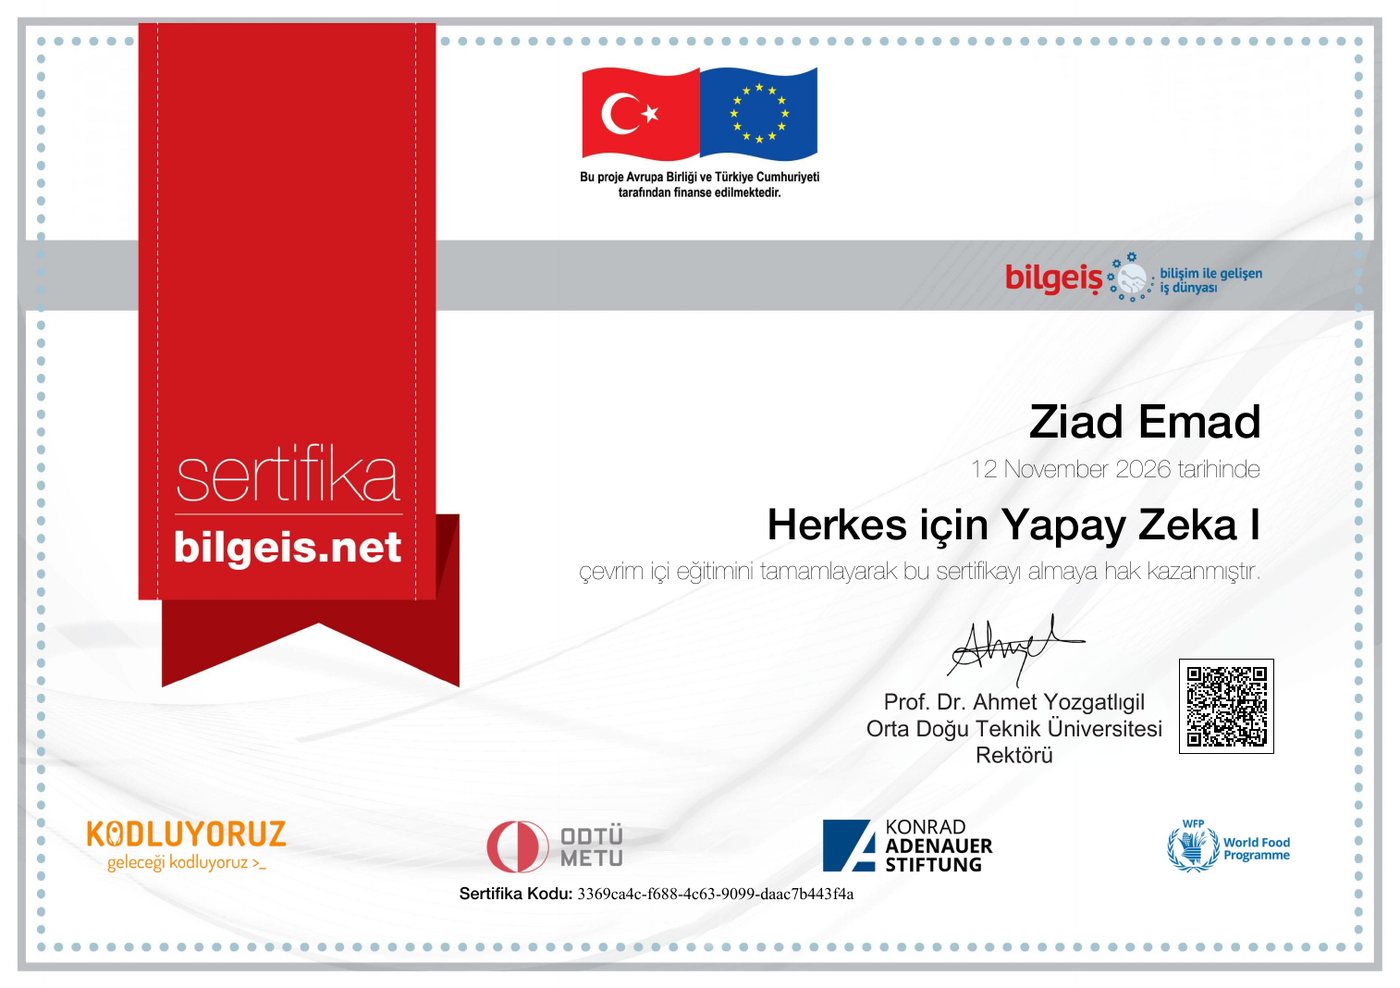 Bu proje Avrupa Birliği ve Türkiye Cumhuriyeti
tarafından finanse edilmektedir.
bilgeiş
bilişim ile gelişen
iş dünyası
sertifika
bilgeis.net
Ziad Emad
12 November 2026 tarihinde
Herkes için Yapay Zeka I
çevrim içi eğitimini tamamlayarak bu sertifikayı almaya hak kazanmıştır.
Prof. Dr. Ahmet Yozgatlıgil
Orta Doğu Teknik Üniversitesi
Rektörü
KODLUYORUZ
geleceği kodluyoruz >_
ODTÜ
METU
KONRAD
ADENAUER
STIFTUNG
WFP
World Food
Programme
Sertifika Kodu: 3369ca4c-f688-4c63-9099-daac7b443f4a